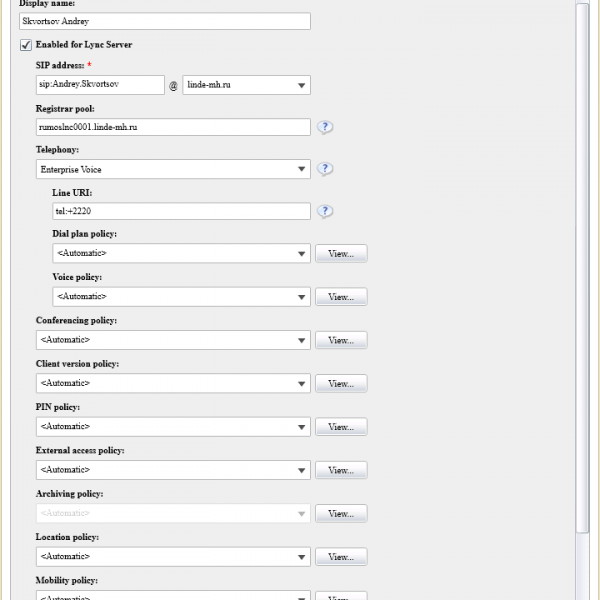 Display name:
Skvortsov Andrey
Enabled for Lync Server
SIP address: *
sip:Andrey.Skvortsov @ linde-mh.ru
Registrar pool:
rumoslnc0001.linde-mh.ru ?
Telephony:
Enterprise Voice ?
Line URI:
tel:+2220 ?
Dial plan policy:
<Automatic> View...
Voice policy:
<Automatic> View...
Conferencing policy:
<Automatic> View...
Client version policy:
<Automatic> View...
PIN policy:
<Automatic> View...
External access policy:
<Automatic> View...
Archiving policy:
<Automatic> View...
Location policy:
<Automatic> View...
Mobility policy:
<Automatic> View...